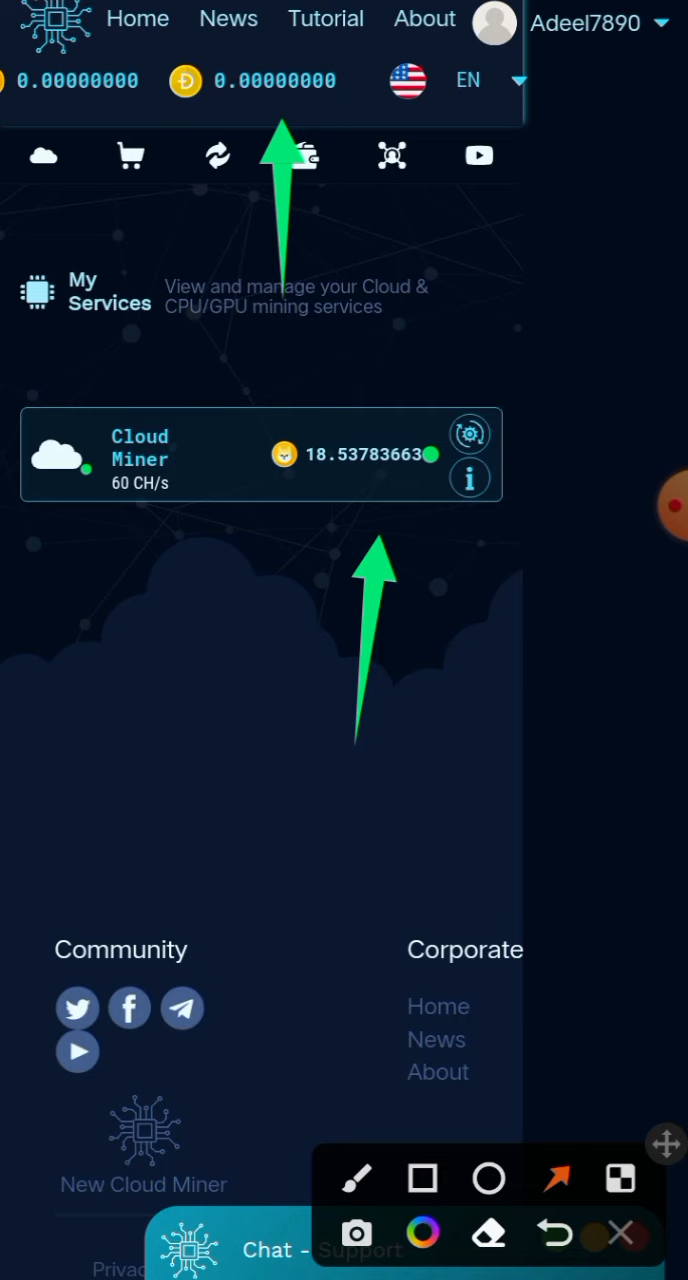 Home News Tutorial About Adeel7890
0.00000000 0.00000000 EN
My
Services
View and manage your Cloud &
CPU/GPU mining services
Cloud
Miner
60 CH/s
18.53783663
Community
Corporate
Home
News
About
New Cloud Miner
Chat - Support
Privac